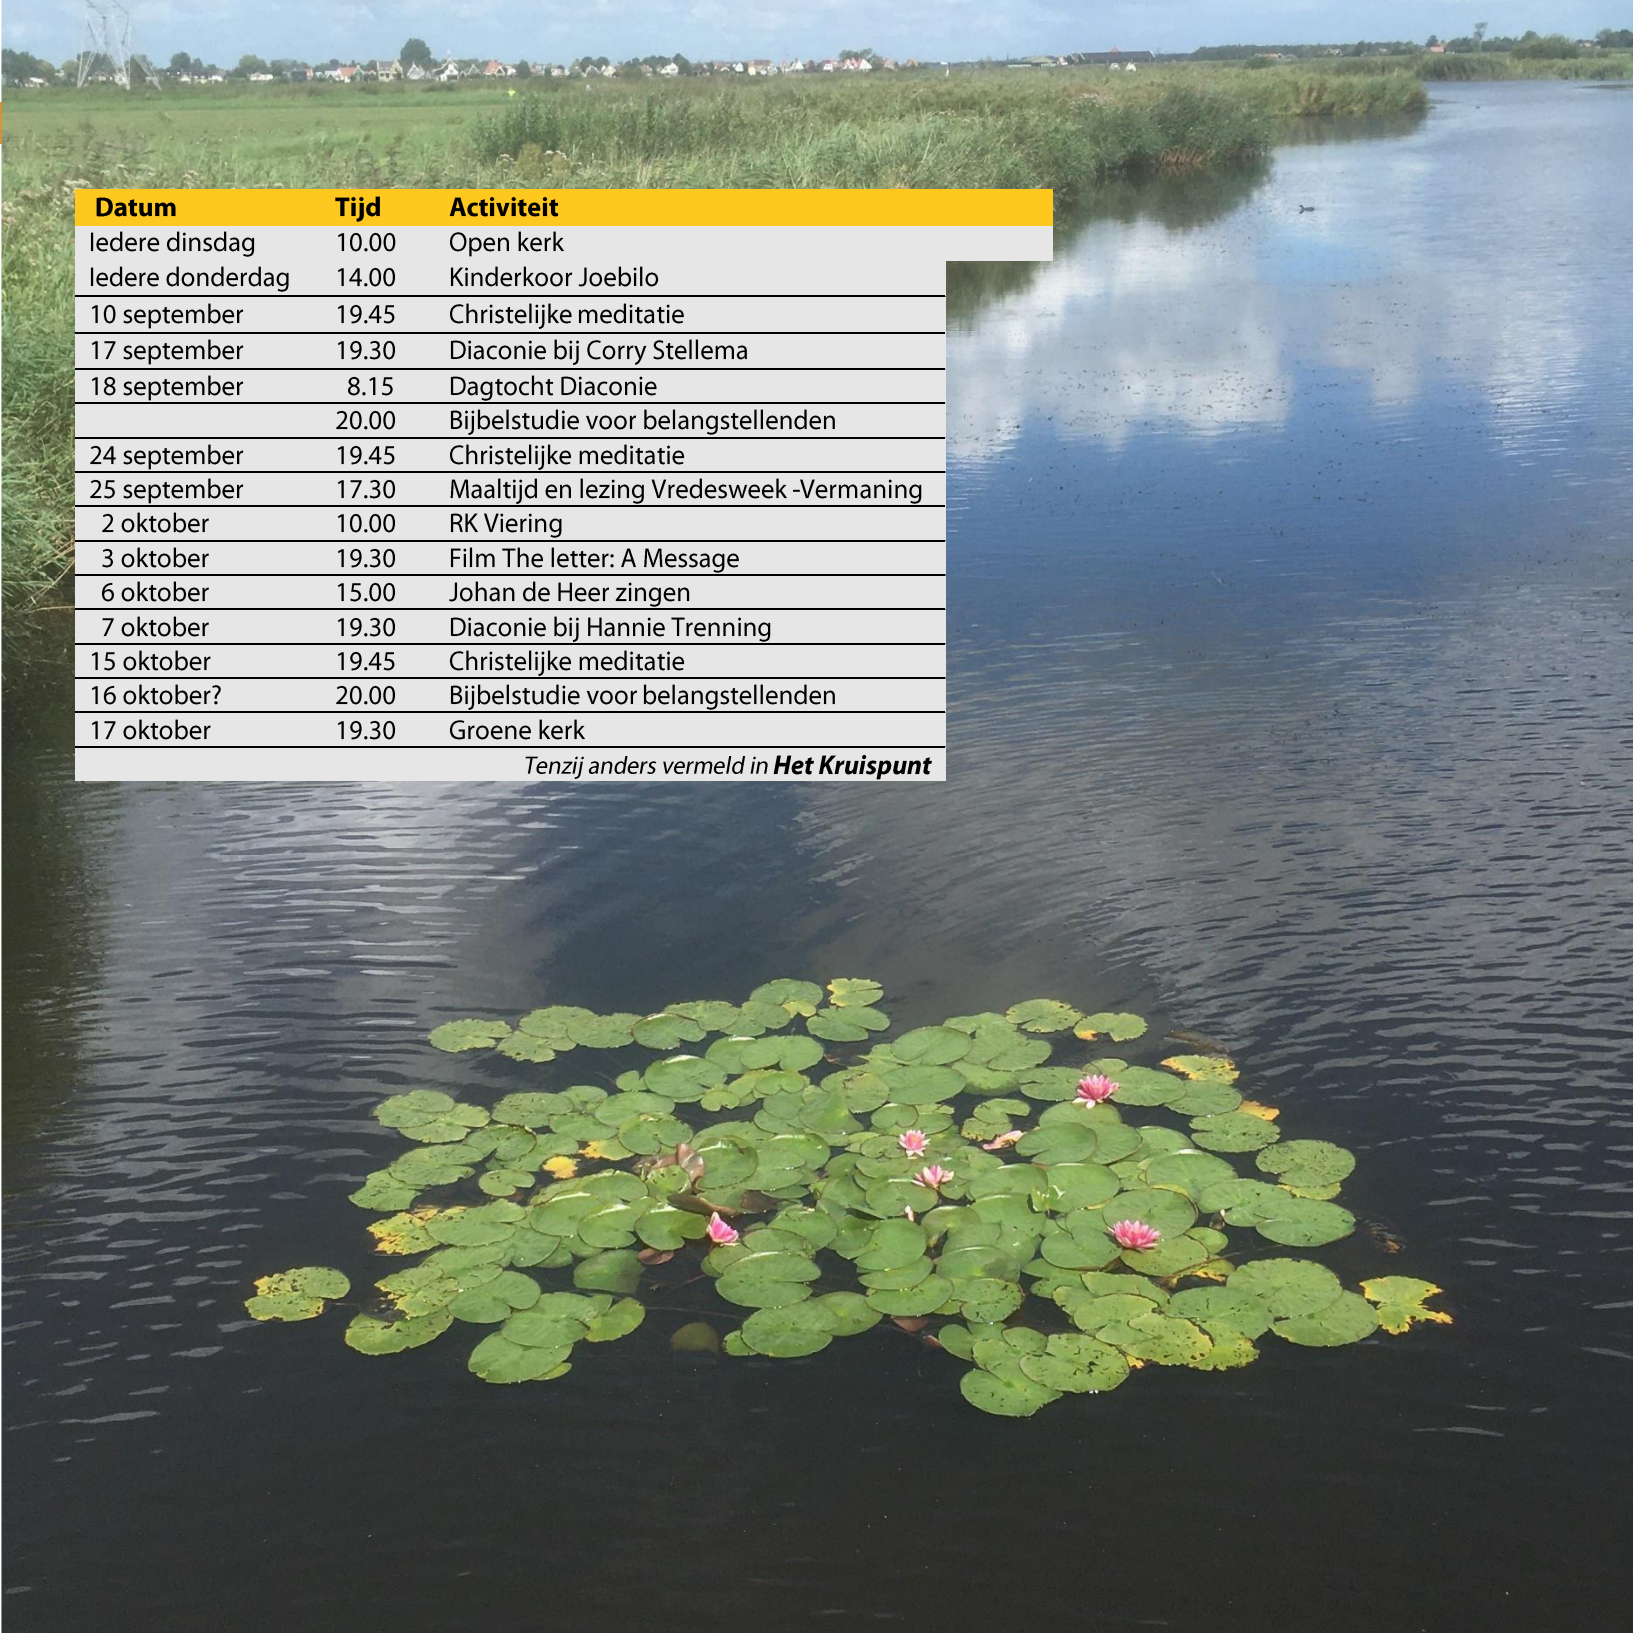 Datum Tijd Activiteit
Iedere dinsdag 10.00 Open kerk
Iedere donderdag 14.00 Kinderkoor Joebilo
10 september 19.45 Christelijke meditatie
17 september 19.30 Diaconie bij Corry Stellema
18 september 8.15 Dagtocht Diaconie
20.00 Bijbelstudie voor belangstellenden
24 september 19.45 Christelijke meditatie
25 september 17.30 Maaltijd en lezing Vredesweek -Vermaning
2 oktober 10.00 RK Viering
3 oktober 19.30 Film The letter: A Message
6 oktober 15.00 Johan de Heer zingen
7 oktober 19.30 Diaconie bij Hannie Trenning
15 oktober 19.45 Christelijke meditatie
16 oktober? 20.00 Bijbelstudie voor belangstellenden
17 oktober 19.30 Groene kerk
Tenzij anders vermeld in Het Kruispunt